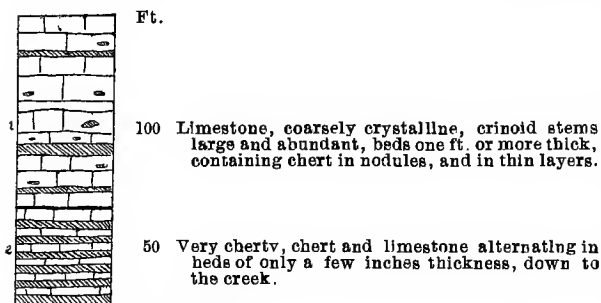 Ft.
1 100 Limestone, coarsely crystalline, crinoid stems
large and abundant, beds one ft. or more thick,
containing chert in nodules, and in thin layers.
2 50 Very cherty, chert and limestone alternating in
beds of only a few inches thickness, down to
the creek.